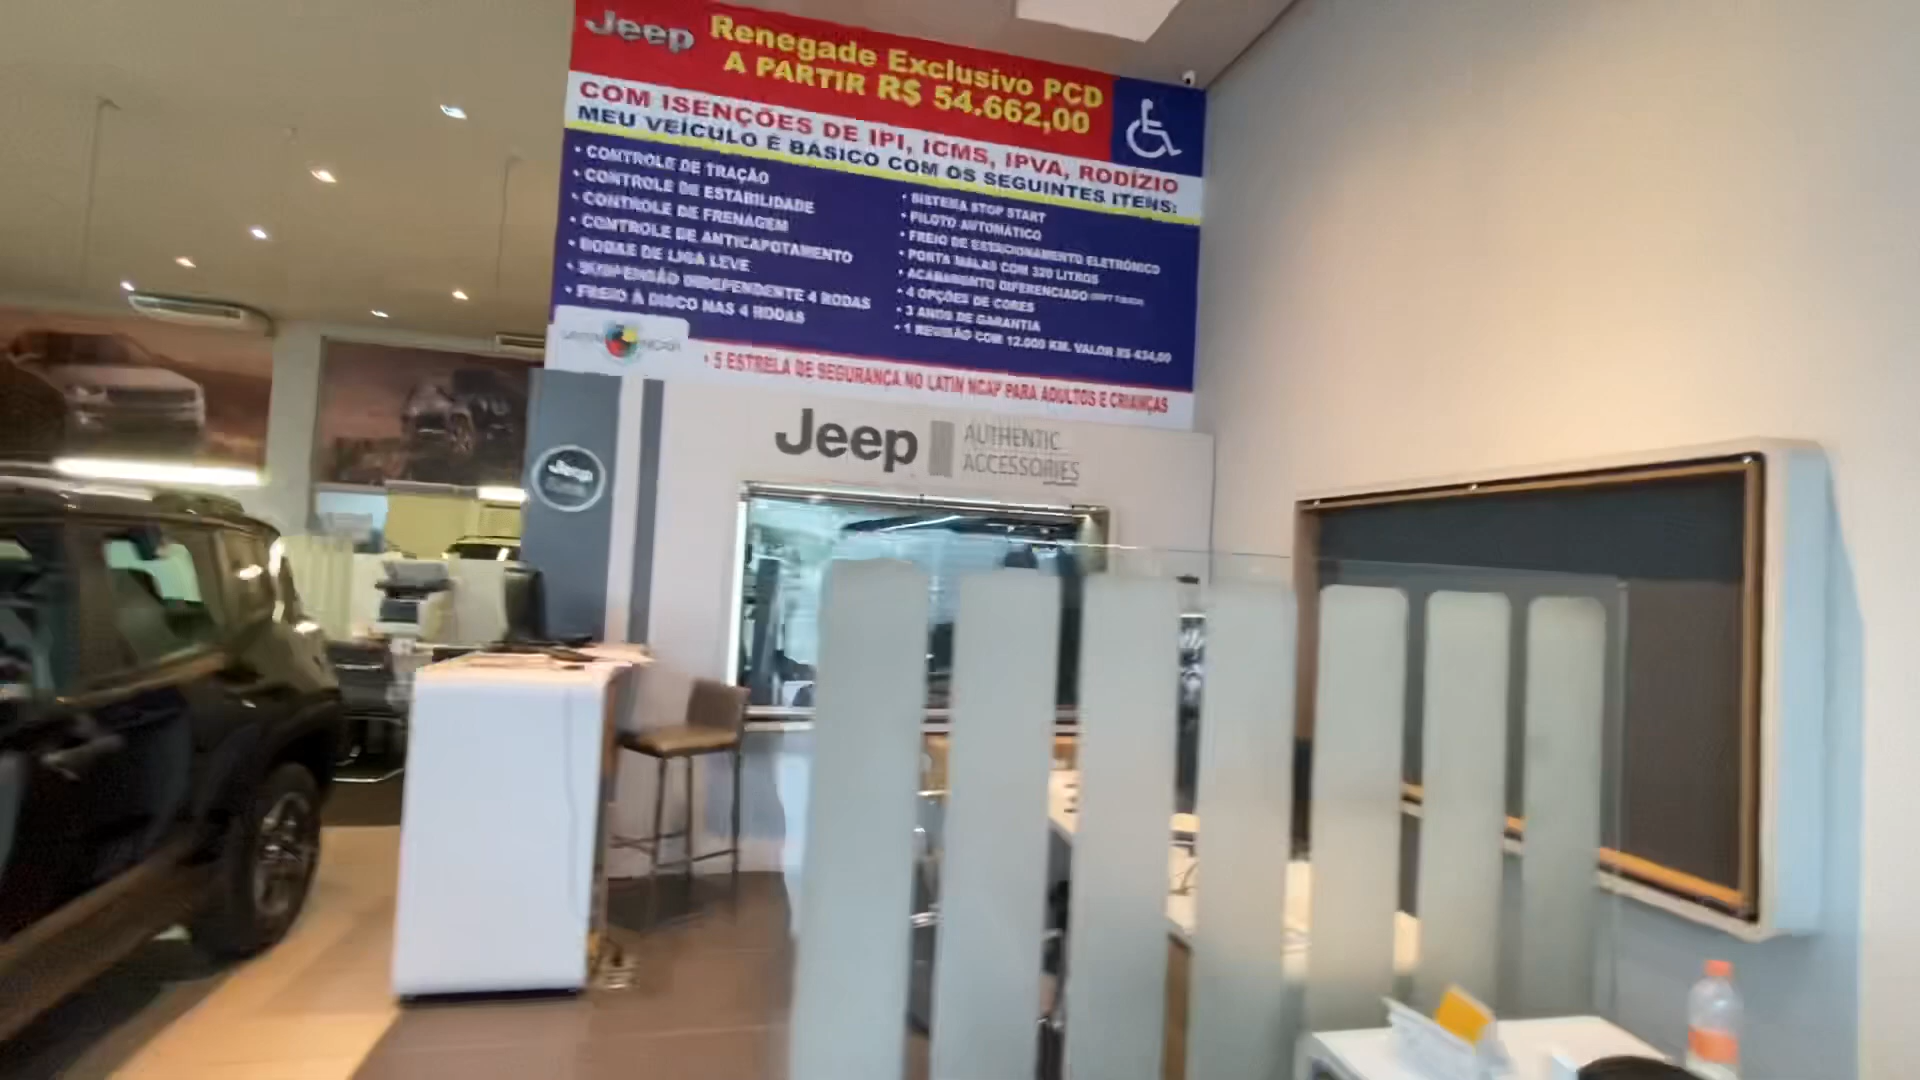 Jeep
Renegade Exclusivo PCD
A PARTIR R$ 54.662,00
COM ISENÇÕES DE IPI, ICMS, IPVA, RODÍZIO
MEU VEÍCULO É BÁSICO COM OS SEGUINTES ITENS:
• CONTROLE DE TRAÇÃO
• CONTROLE DE ESTABILIDADE
• CONTROLE DE FRENAGEM
• CONTROLE DE ANTICAPOTAMENTO
• RODAS DE LIGA LEVE
• SUSPENSÃO INDEPENDENTE 4 RODAS
• FREIO A DISCO NAS 4 RODAS
• SISTEMA STOP START
• PILOTO AUTOMÁTICO
• FREIO DE ESTACIONAMENTO ELETRÔNICO
• PORTA MALAS COM 320 LITROS
• ACABAMENTO DIFERENCIADO
• 4 OPÇÕES DE CORES
• 3 ANOS DE GARANTIA
• 1 REVISÃO COM 12.000 KM. VALOR R$ 434,00
LATIN NCAP
• 5 ESTRELA DE SEGURANÇA NO LATIN NCAP PARA ADULTOS E CRIANÇAS
Jeep
AUTHENTIC
ACCESSORIES
Jeep